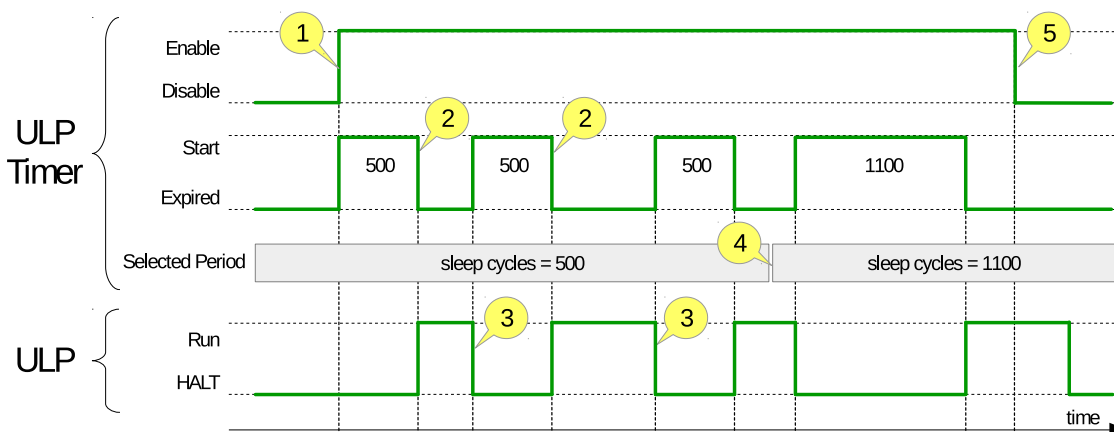 1
5
Enable
Disable
2
2
ULP
Timer
Start
500
500
500
1100
Expired
4
Selected Period
sleep cycles = 500
sleep cycles = 1100
3
3
ULP
Run
HALT
time